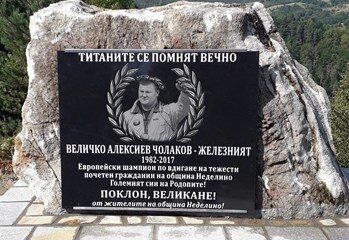 ТИТАНИТЕ СЕ ПОМНЯТ ВЕЧНО
ВЕЛИЧКО АЛЕКСИЕВ ЧОЛАКОВ - ЖЕЛЕЗНИЯТ
1982-2017
Европейски шампион по вдигане на тежести
почетен гражданин на община Неделино
Големият син на Родопите!
ПОКЛОН, ВЕЛИКАНЕ!
от жителите на община Неделино!